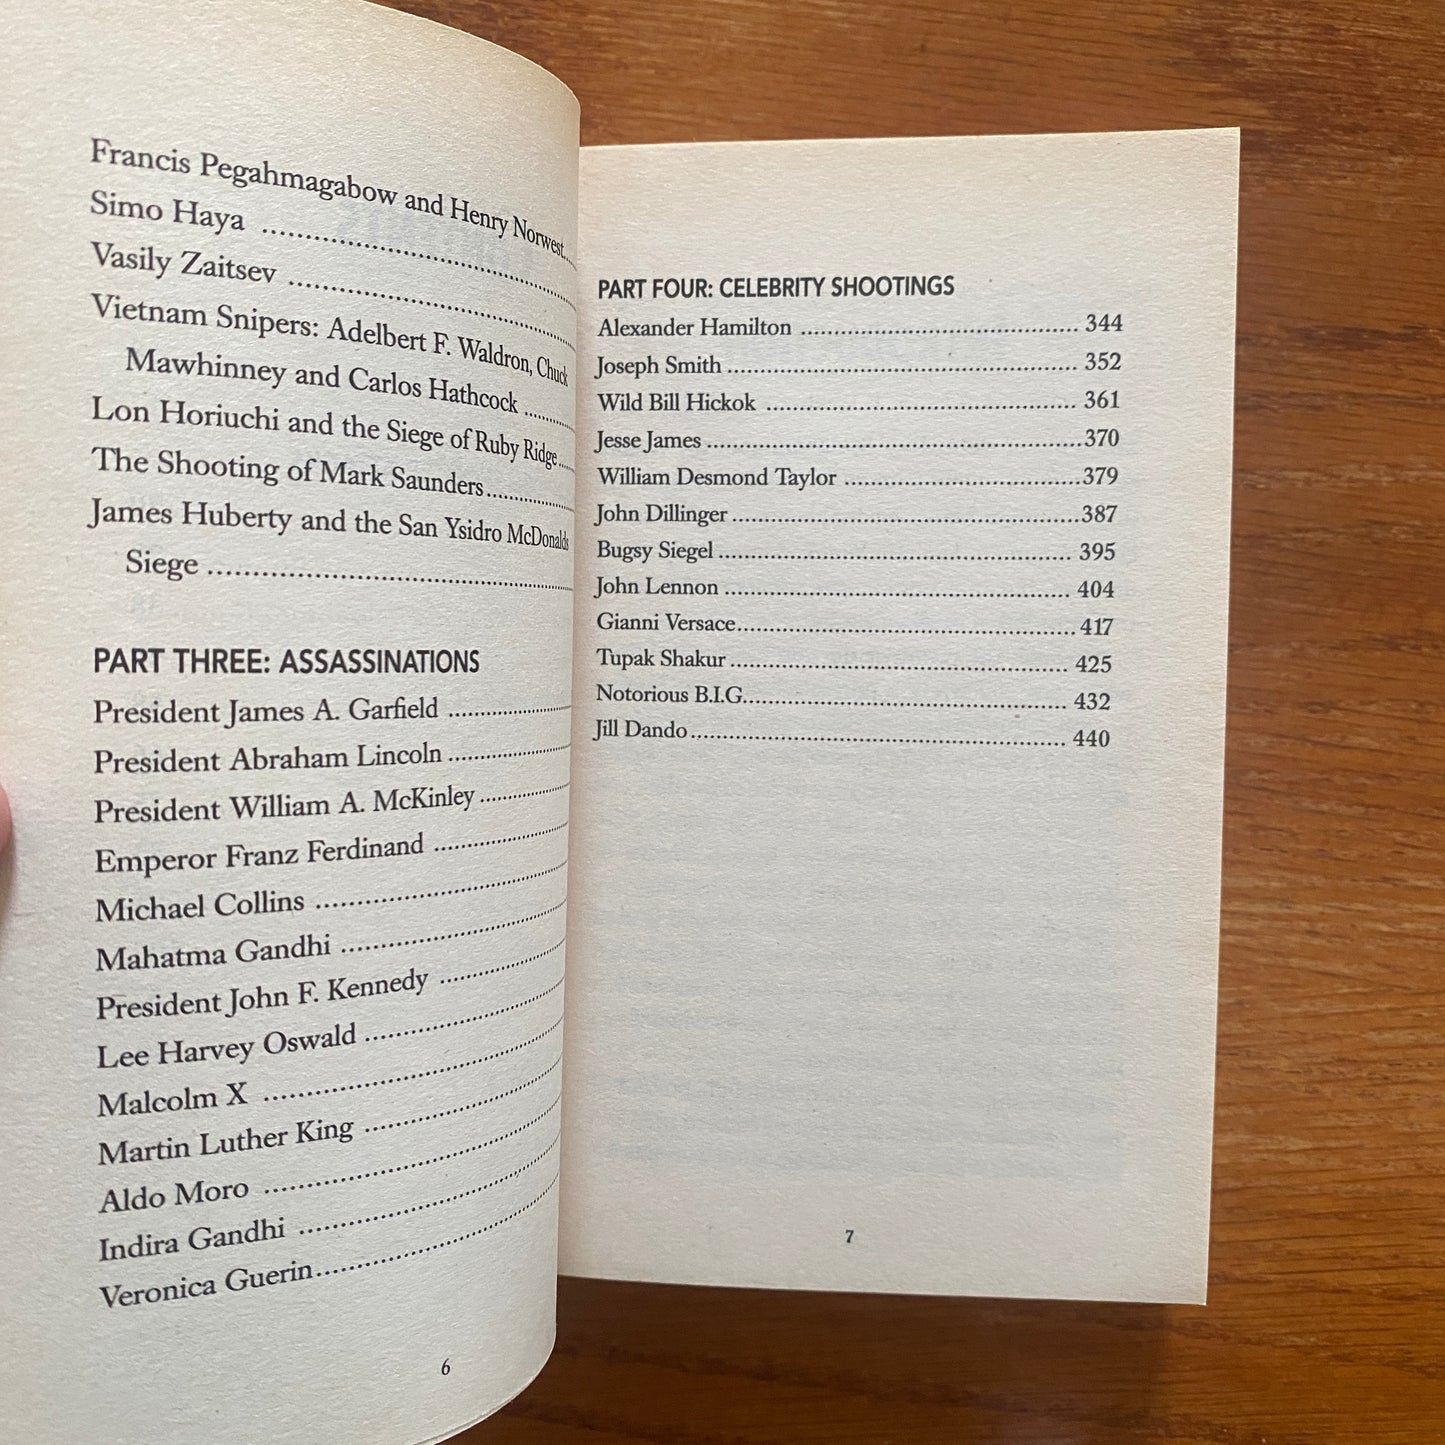 Francis Pegahmagabow and Henry Norwest.....
Simo Haya ..............................
Vasily Zaitsev ..............................
Vietnam Snipers: Adelbert F. Waldron, Chuck
Mawhinney and Carlos Hathcock ..........
Lon Horiuchi and the Siege of Ruby Ridge.....
The Shooting of Mark Saunders...............
James Huberty and the San Ysidro McDonalds
Siege ..............................
PART THREE: ASSASSINATIONS
President James A. Garfield ....................
President Abraham Lincoln ....................
President William A. McKinley ...............
Emperor Franz Ferdinand ....................
Michael Collins ..............................
Mahatma Gandhi ..............................
President John F. Kennedy ....................
Lee Harvey Oswald ..............................
Malcolm X ..............................
Martin Luther King ..............................
Aldo Moro ..............................
Indira Gandhi ..............................
Veronica Guerin..............................
6
PART FOUR: CELEBRITY SHOOTINGS
Alexander Hamilton .............................. 344
Joseph Smith .............................. 352
Wild Bill Hickok .............................. 361
Jesse James ..............................370
William Desmond Taylor ..............................379
John Dillinger ..............................387
Bugsy Siegel .............................. 395
John Lennon .............................. 404
Gianni Versace.............................. 417
Tupak Shakur .............................. 425
Notorious B.I.G.............................. 432
Jill Dando .............................. 440
7